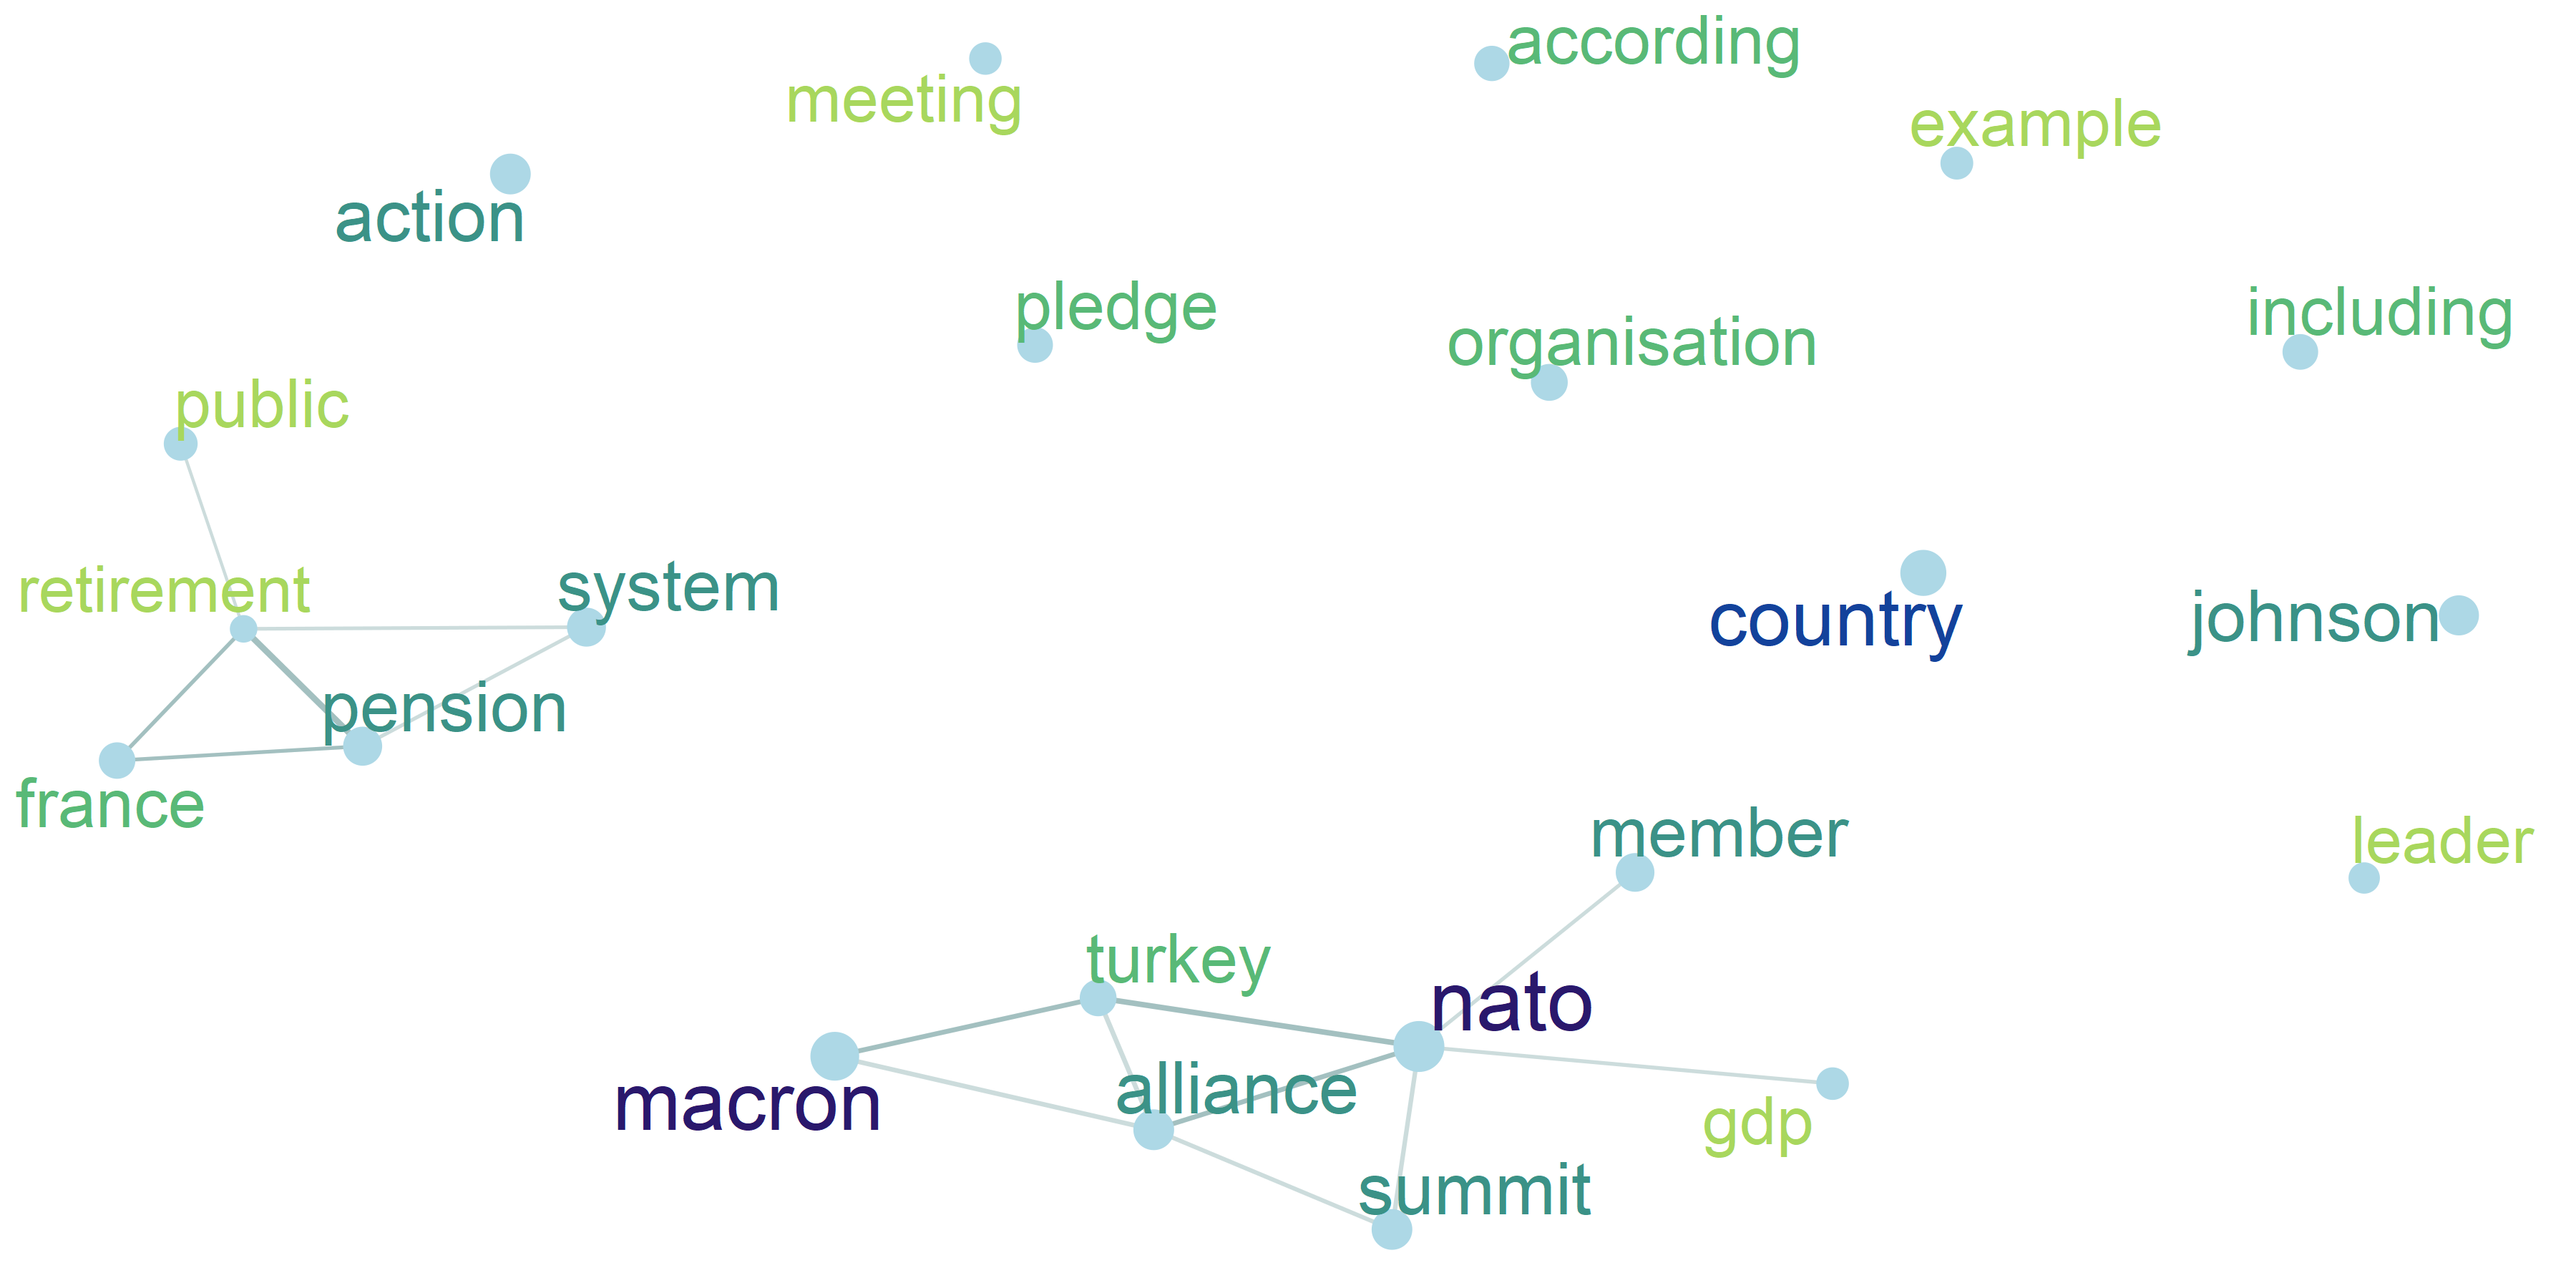 according
meeting
example
action
pledge
including
organisation
public
retirement
system
country
johnson
pension
france
member
leader
turkey
nato
alliance
macron
gdp
summit